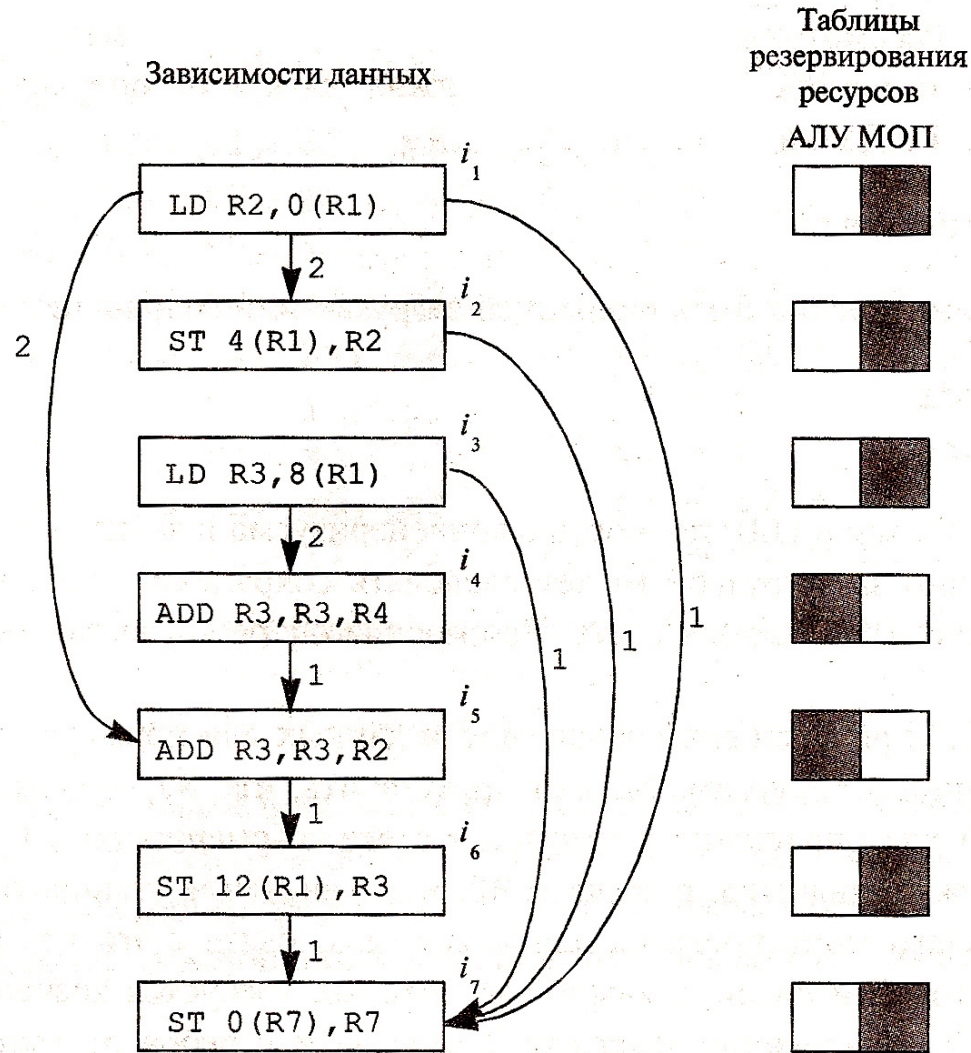 Таблицы
резервирования
ресурсов
Зависимости данных
АЛУ МОП
i1
LD R2,0(R1)
2
i2
ST 4(R1),R2
2
i3
LD R3,8(R1)
2
i4
ADD R3,R3,R4
1
1
1
1
i5
ADD R3,R3,R2
1
i6
ST 12(R1),R3
1
i7
ST 0(R7),R7